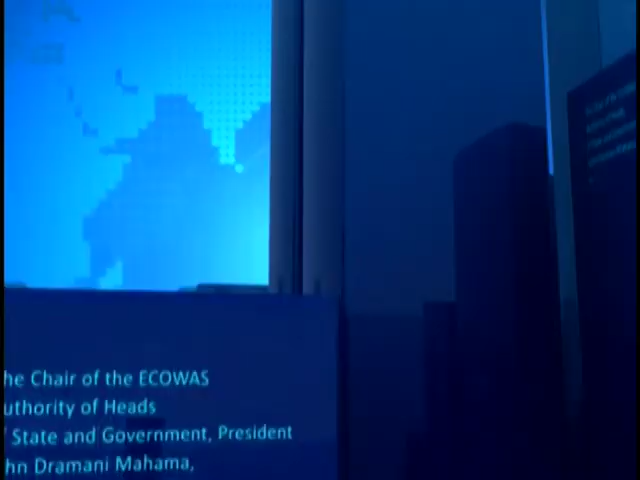 he Chair of the ECOWAS
uthority of Heads
State and Government, President
hn Dramani Mahama,